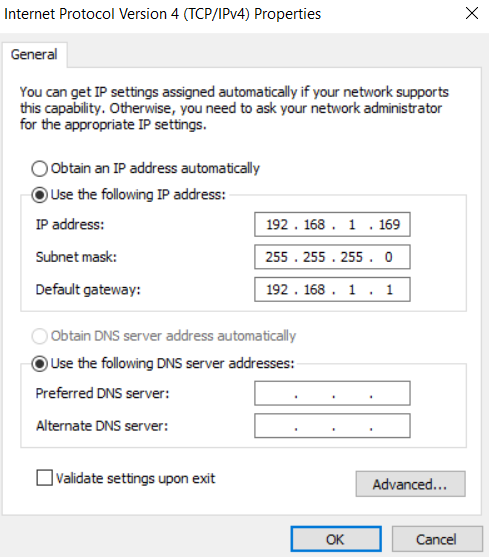 Internet Protocol Version 4 (TCP/IPv4) Properties
General
You can get IP settings assigned automatically if your network supports
this capability. Otherwise, you need to ask your network administrator
for the appropriate IP settings.
Obtain an IP address automatically
Use the following IP address:
IP address: 192 . 168 . 1 . 169
Subnet mask: 255 . 255 . 255 . 0
Default gateway: 192 . 168 . 1 . 1
Obtain DNS server address automatically
Use the following DNS server addresses:
Preferred DNS server: . . .
Alternate DNS server: . . .
Validate settings upon exit
Advanced...
OK Cancel